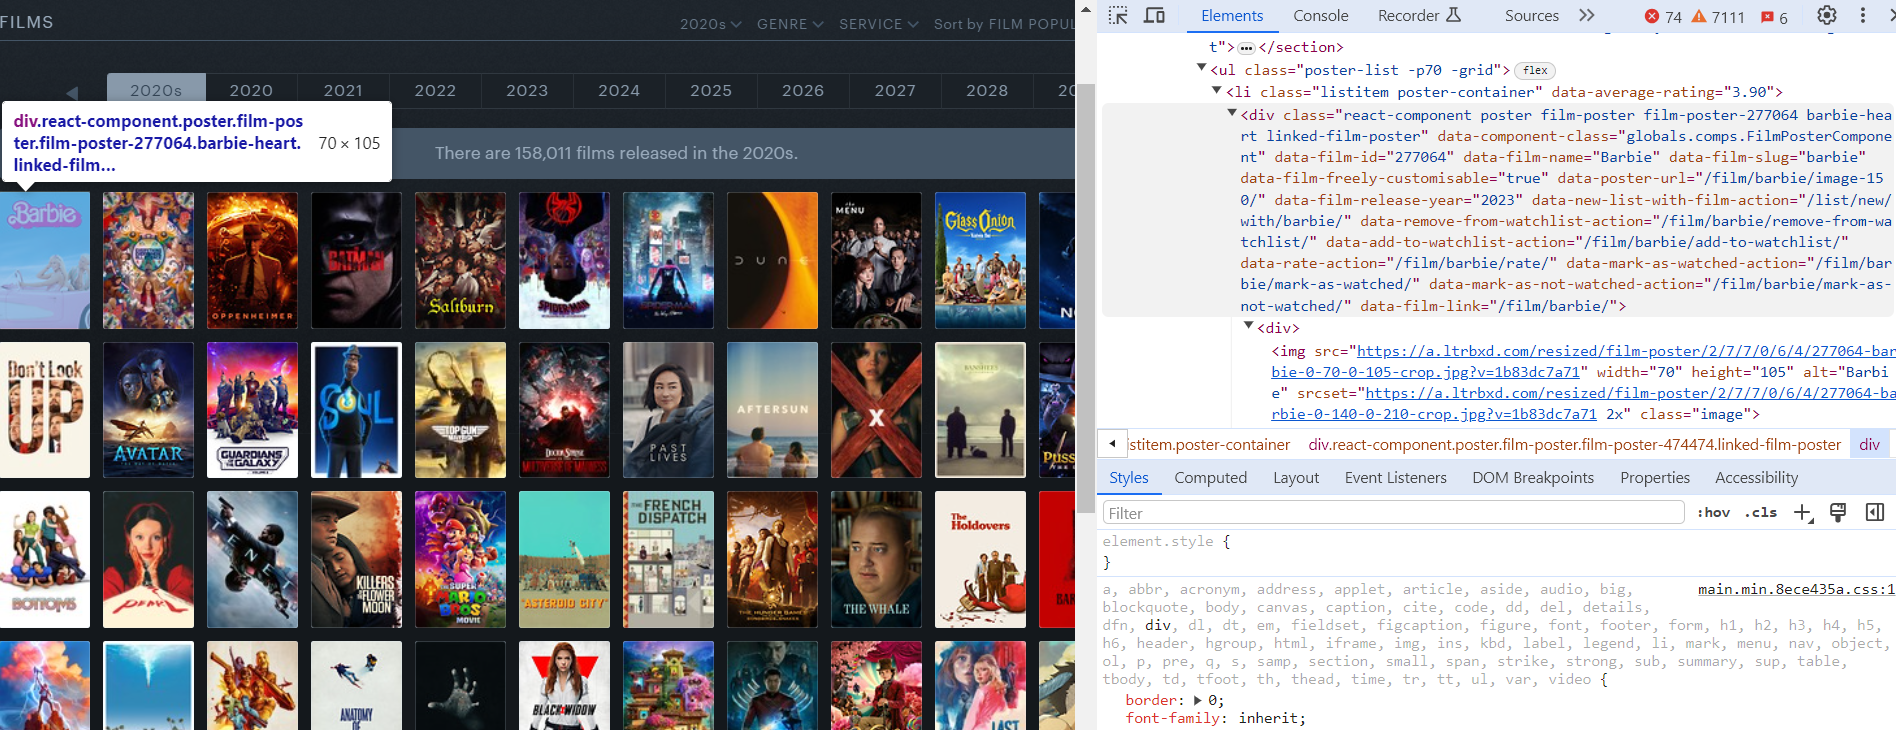 FILMS
2020s
GENRE
SERVICE
Sort by FILM POPUL
2020s
2020
2021
2022
2023
2024
2025
2026
2027
2028
div.react-component.poster.film-pos
ter.film-poster-277064.barbie-heart.
linked-film...
70 × 105
There are 158,011 films released in the 2020s.
Barbie
OPPENHEIMER
BATMAN
Saltburn
SPIDER-MAN
DUNE
the MENU
Glass Onion
Don't Look
UP
AVATAR
GUARDIANS
GALAXY
SOUL
TOP GUN
DOCTOR STRANGE
MULTIVERSE OF MADNESS
PAST
LIVES
AFTERSUN
X
BANSHEES
BOTTOMS
PEARL
TENET
KILLERS
OF THE FLOWER
MOON
SUPER
MARIO
BROS
MOVIE
"ASTEROID CITY"
THE FRENCH
DISPATCH
THE HUNGER GAMES
THE WHALE
The
Holdovers
ANATOMY
OF
BLACK WIDOW
LAST
Elements
Console
Recorder
Sources
74
7111
6
t">
</section>
<ul class="poster-list -p70 -grid"> flex
<li class="listitem poster-container" data-average-rating="3.90">
<div class="react-component poster film-poster film-poster-277064 barbie-hea
rt linked-film-poster" data-component-class="globals.comps.FilmPosterCompone
nt" data-film-id="277064" data-film-name="Barbie" data-film-slug="barbie"
data-film-freely-customisable="true" data-poster-url="/film/barbie/image-15
0/" data-film-release-year="2023" data-new-list-with-film-action="/list/new/
with/barbie/" data-remove-from-watchlist-action="/film/barbie/remove-from-wa
tchlist/" data-add-to-watchlist-action="/film/barbie/add-to-watchlist/"
data-rate-action="/film/barbie/rate/" data-mark-as-watched-action="/film/bar
bie/mark-as-watched/" data-mark-as-not-watched-action="/film/barbie/mark-as-
not-watched/" data-film-link="/film/barbie/">
<div>
<img src="https://a.ltrbxd.com/resized/film-poster/2/7/7/0/6/4/277064-bar
bie-0-70-0-105-crop.jpg?v=1b83dc7a71" width="70" height="105" alt="Barbi
e" srcset="https://a.ltrbxd.com/resized/film-poster/2/7/7/0/6/4/277064-ba
rbie-0-140-0-210-crop.jpg?v=1b83dc7a71 2x" class="image">
istitem.poster-container
div.react-component.poster.film-poster.film-poster-474474.linked-film-poster
div
Styles
Computed
Layout
Event Listeners
DOM Breakpoints
Properties
Accessibility
Filter
:hov
.cls
element.style {
}
a, abbr, acronym, address, applet, article, aside, audio, big,
main.min.8ece435a.css:1
blockquote, body, canvas, caption, cite, code, dd, del, details,
dfn, div, dl, dt, em, fieldset, figcaption, figure, font, footer, form, h1, h2, h3, h4, h5,
h6, header, hgroup, html, iframe, img, ins, kbd, label, legend, li, mark, menu, nav, object,
ol, p, pre, q, s, samp, section, small, span, strike, strong, sub, summary, sup, table,
tbody, td, tfoot, th, thead, time, tr, tt, ul, var, video {
border: 0;
font-family: inherit;